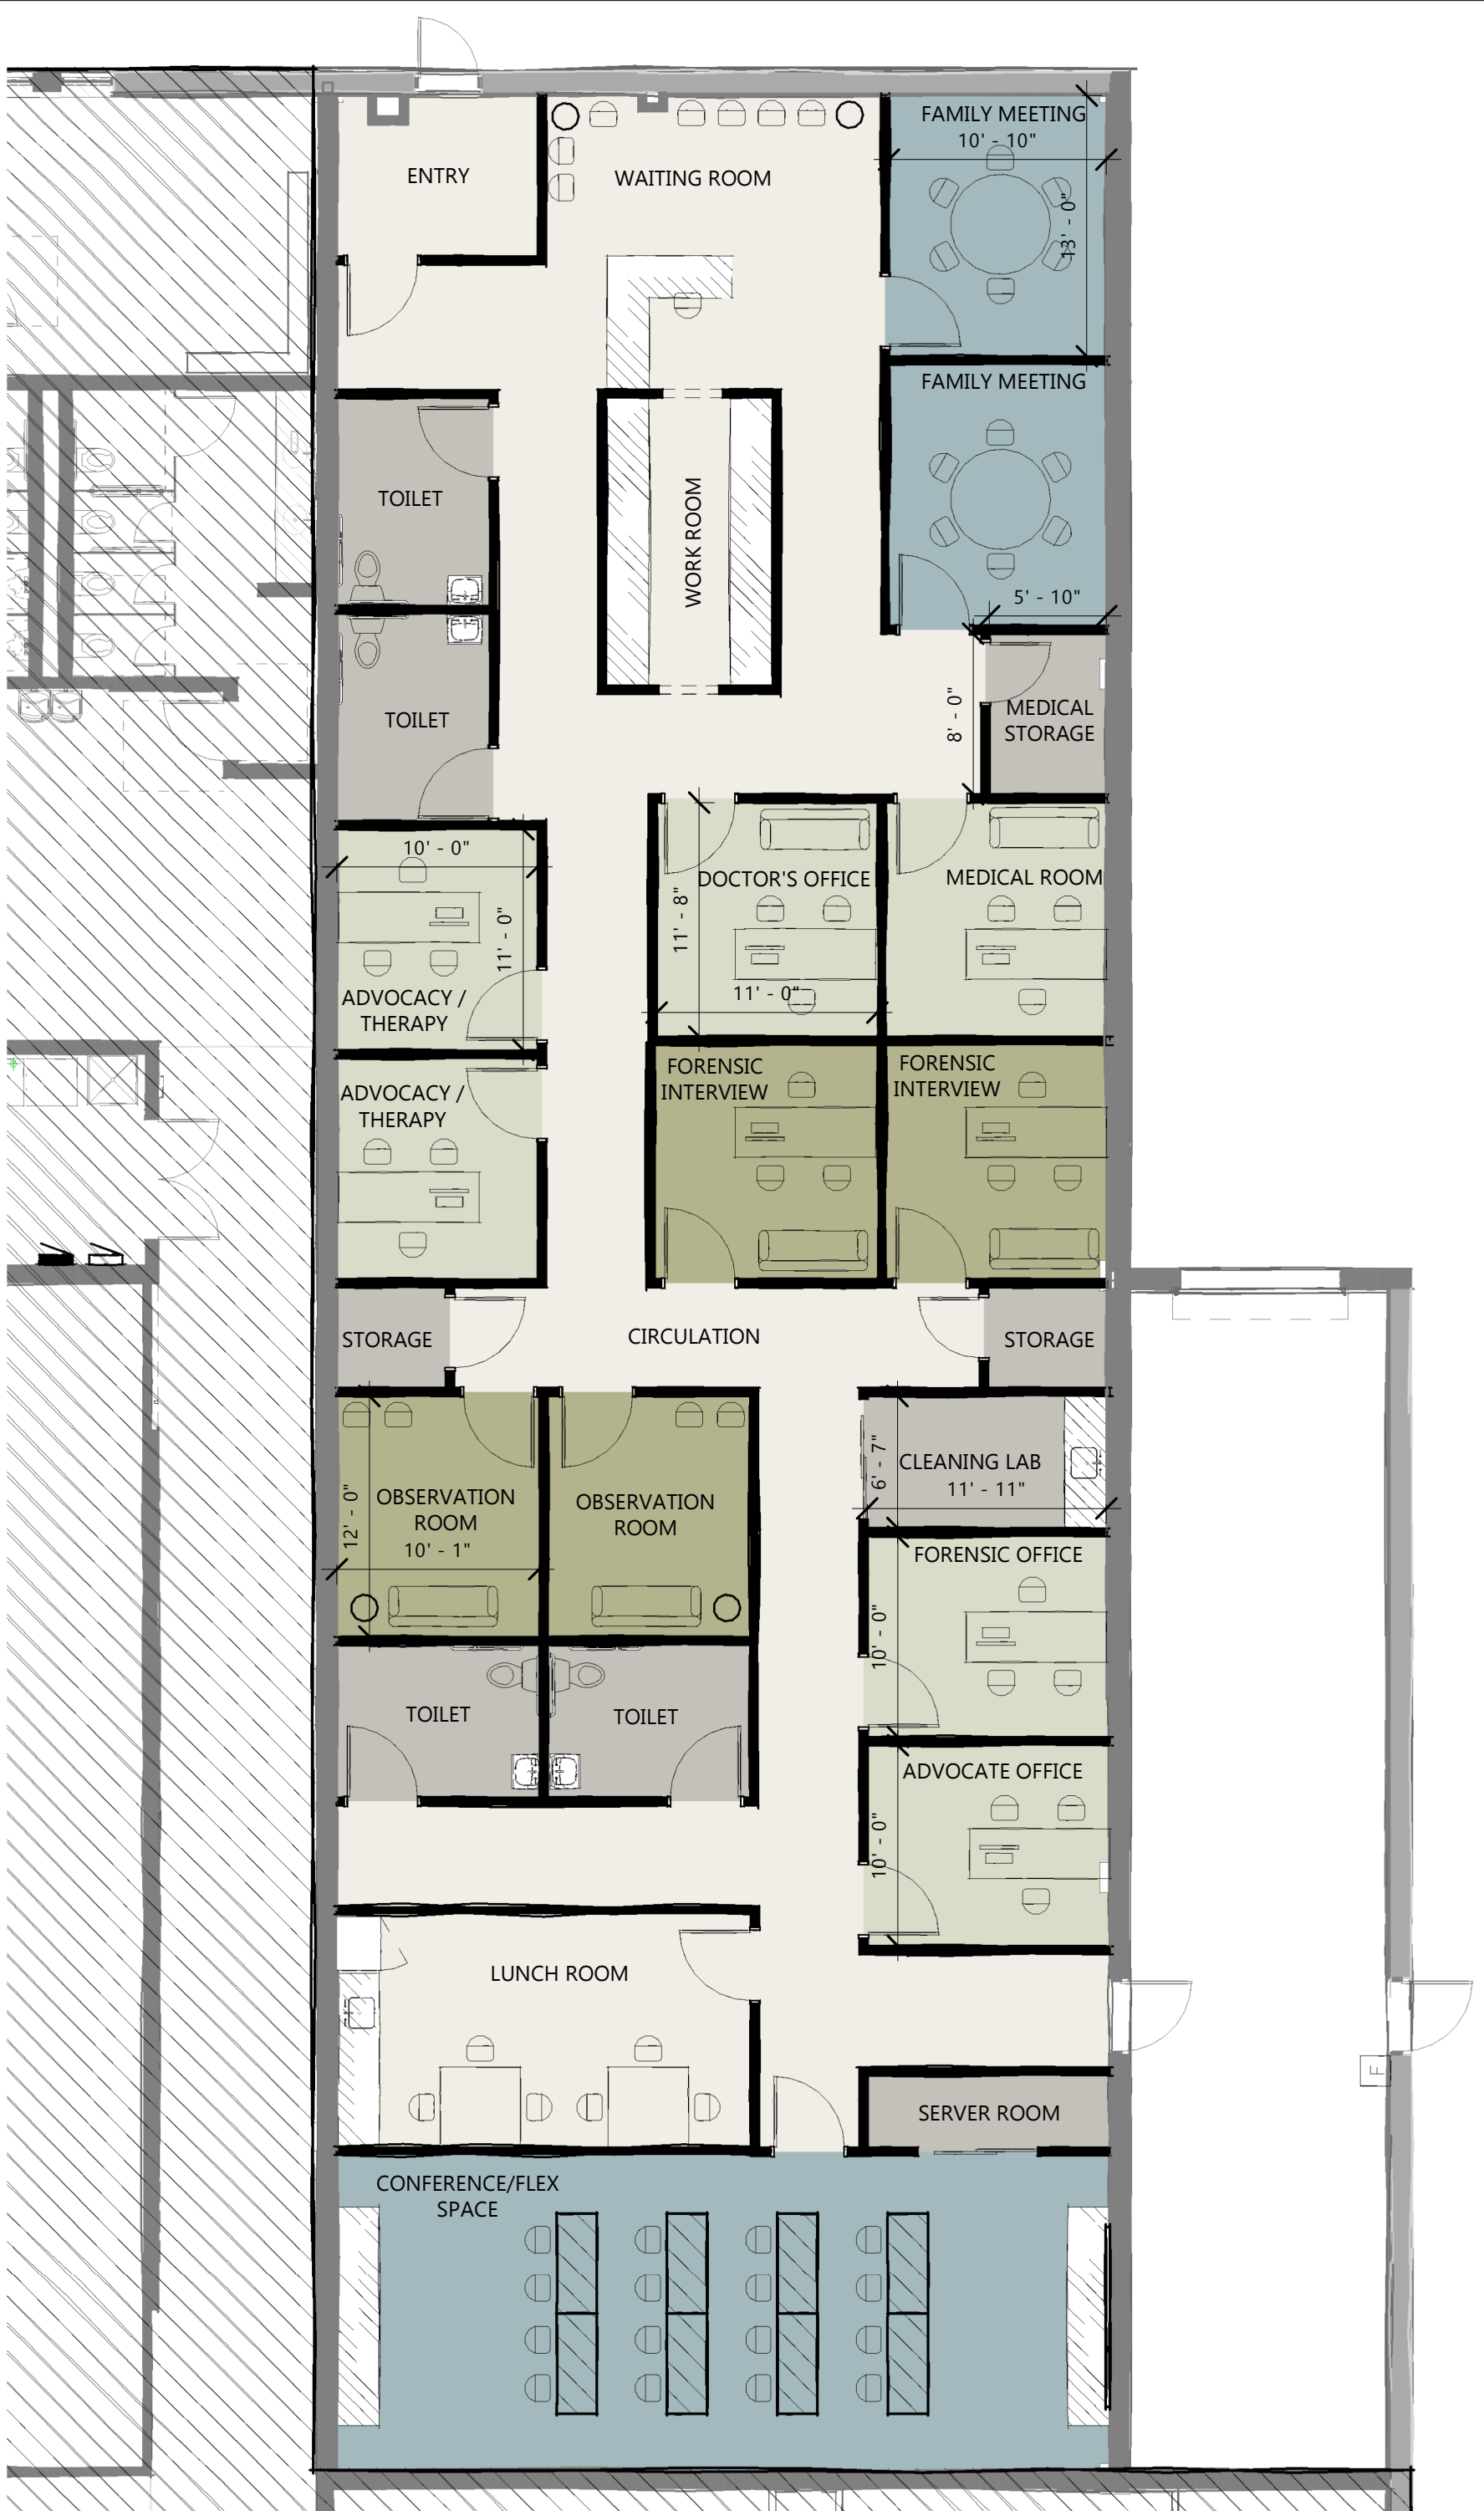 FAMILY MEETING
10' - 10"
13' - 0"
ENTRY
WAITING ROOM
FAMILY MEETING
5' - 10"
TOILET
WORK ROOM
TOILET
8' - 0"
MEDICAL
STORAGE
10' - 0"
11' - 0"
ADVOCACY /
THERAPY
DOCTOR'S OFFICE
11' - 8"
11' - 0"
MEDICAL ROOM
ADVOCACY /
THERAPY
FORENSIC
INTERVIEW
FORENSIC
INTERVIEW
STORAGE
CIRCULATION
STORAGE
12' - 0"
OBSERVATION
ROOM
10' - 1"
OBSERVATION
ROOM
6' - 7"
CLEANING LAB
11' - 11"
FORENSIC OFFICE
10' - 0"
TOILET
TOILET
ADVOCATE OFFICE
10' - 0"
LUNCH ROOM
F
SERVER ROOM
CONFERENCE/FLEX
SPACE